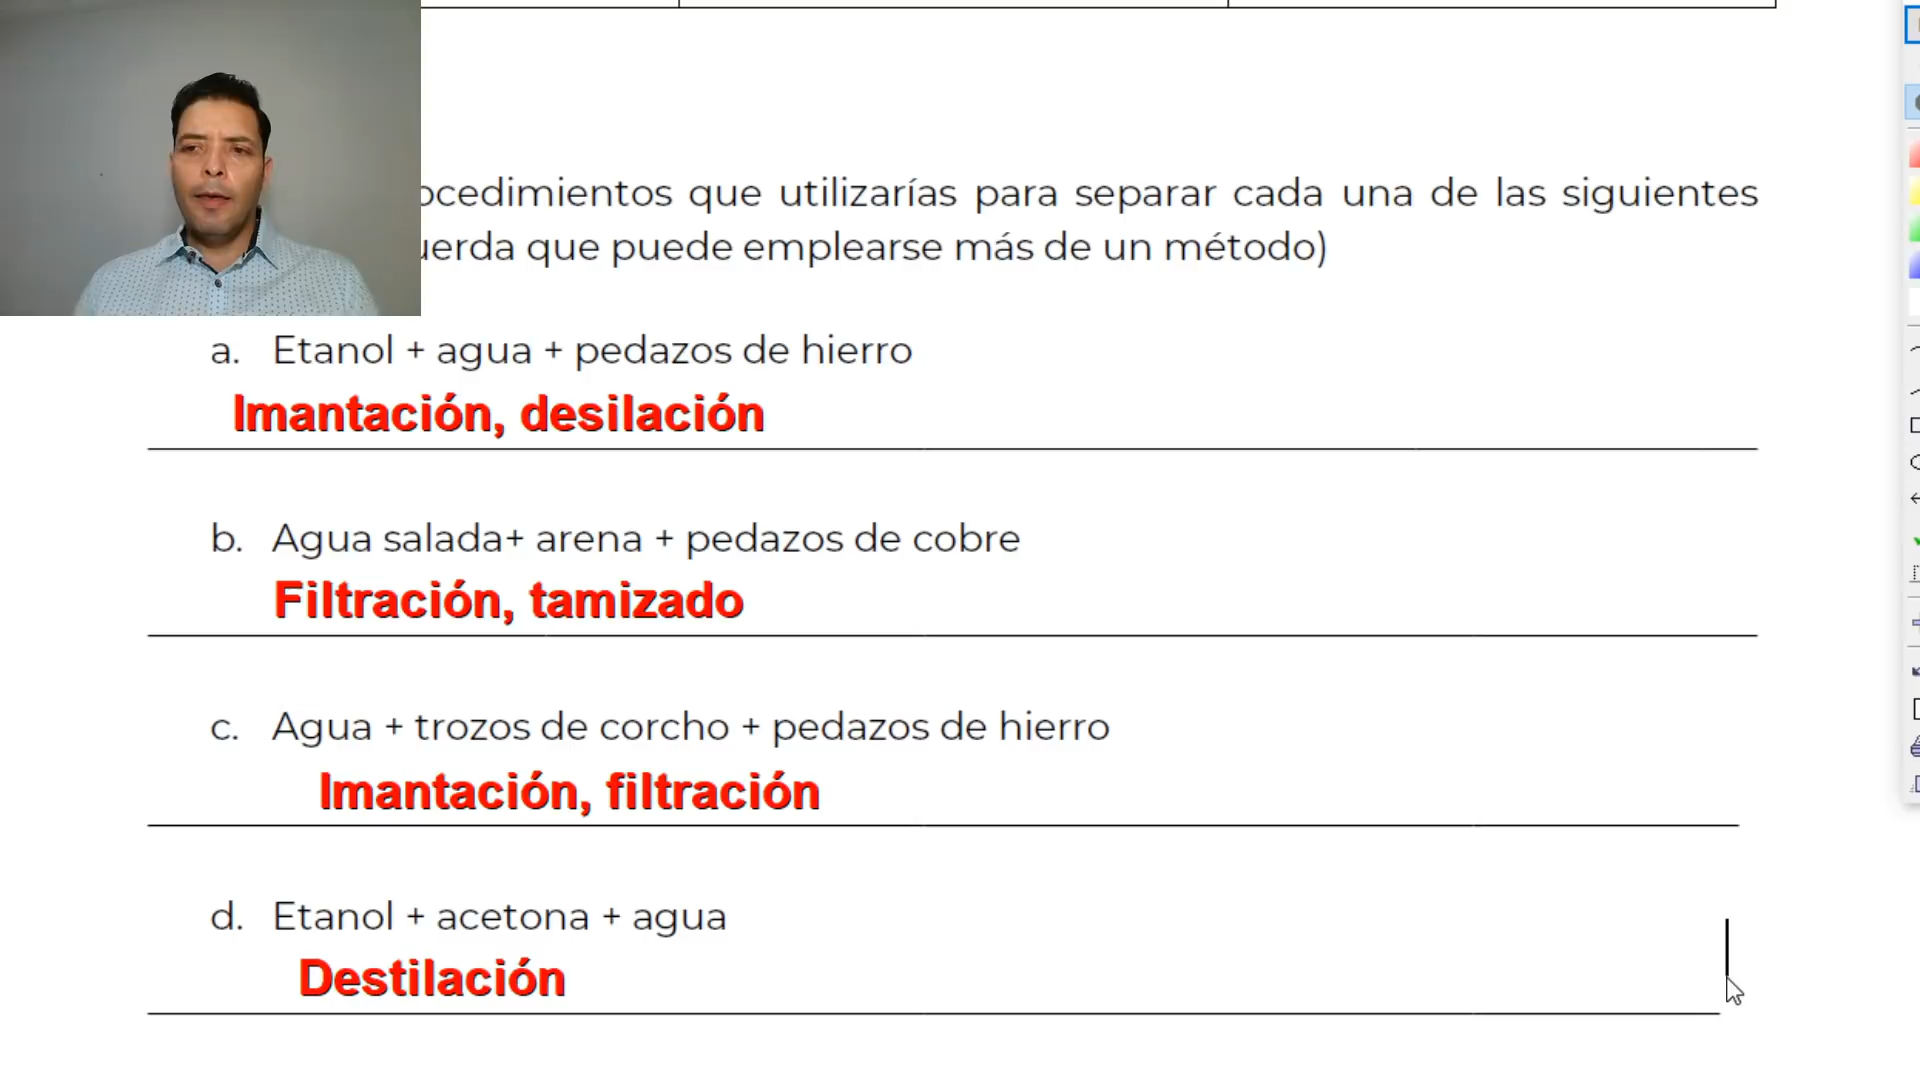 ocedimientos que utilizarías para separar cada una de las siguientes
uerda que puede emplearse más de un método)
a. Etanol + agua + pedazos de hierro
Imantación, desilación
b. Agua salada+ arena + pedazos de cobre
Filtración, tamizado
c. Agua + trozos de corcho + pedazos de hierro
Imantación, filtración
d. Etanol + acetona + agua
Destilación